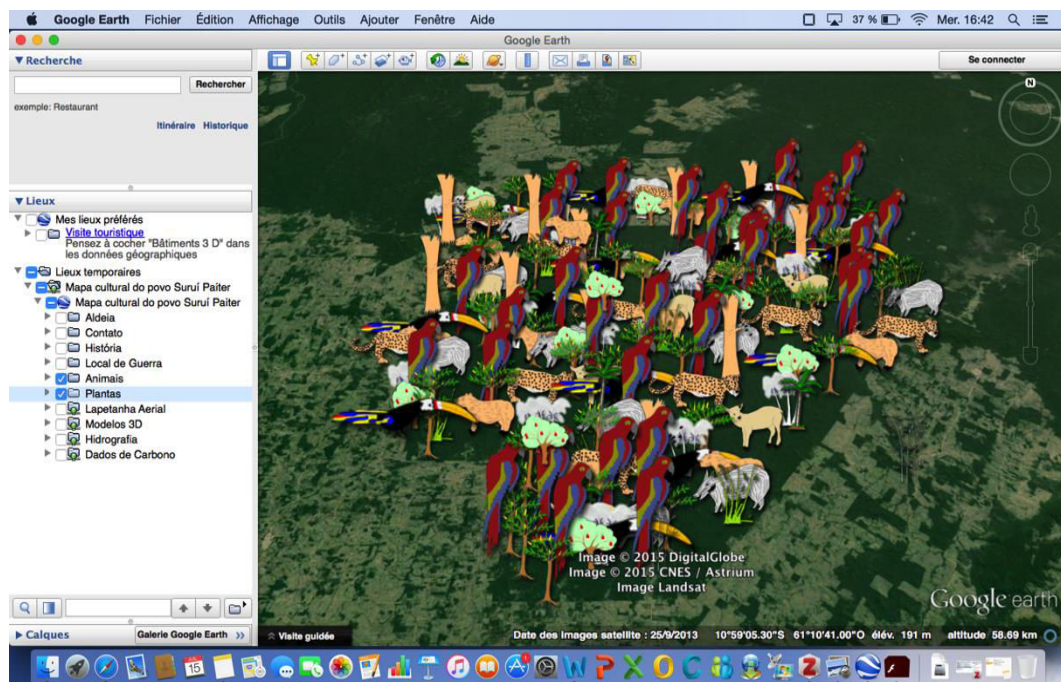 Google Earth Fichier Édition Affichage Outils Ajouter Fenêtre Aide 37 % Mer. 16:42
Google Earth
Recherche
Rechercher
Se connecter
exemple: Restaurant
Itinéraire Historique
N
Lieux
Mes lieux préférés
Visite touristique
Pensez à cocher "Bâtiments 3 D" dans
les données géographiques
Lieux temporaires
Mapa cultural do povo Suruí Paiter
Mapa cultural do povo Suruí Paiter
Aldeia
Contato
História
Local de Guerra
Animais
Plantas
Lapetanha Aerial
Modelos 3D
Hidrografia
Dados de Carbono
Image © 2015 DigitalGlobe
Image © 2015 CNES / Astrium
Image Landsat
Google earth
Calques Galerie Google Earth >> Visite guidée Date des images satellite : 25/9/2013 10°59'05.30"S 61°10'41.00"O élév. 191 m altitude 58.69 km
15